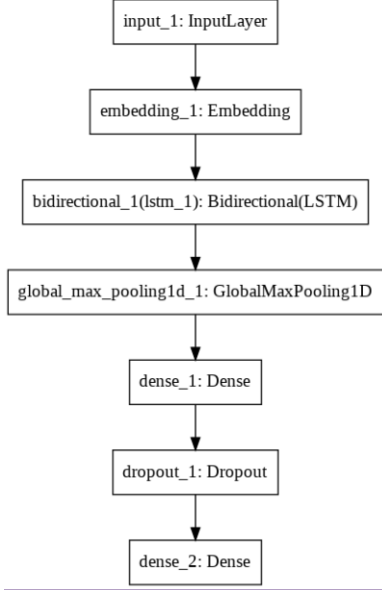 input_1: InputLayer
embedding_1: Embedding
bidirectional_1(lstm_1): Bidirectional(LSTM)
global_max_pooling1d_1: GlobalMaxPooling1D
dense_1: Dense
dropout_1: Dropout
dense_2: Dense